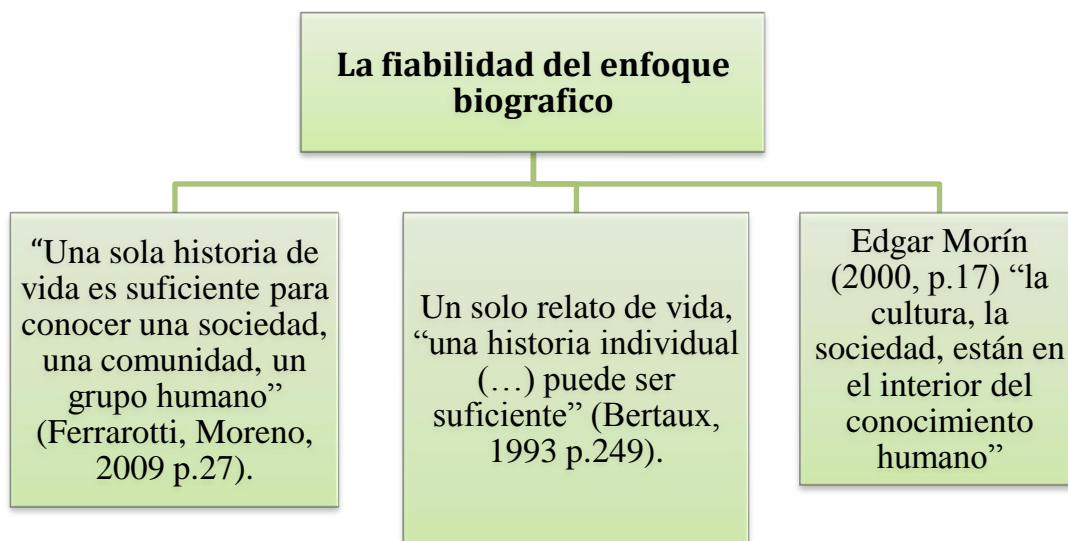 La fiabilidad del enfoque
biografico
“Una sola historia de
vida es suficiente para
conocer una sociedad,
una comunidad, un
grupo humano”
(Ferrarotti, Moreno,
2009 p.27).
Un solo relato de vida,
“una historia individual
(…) puede ser
suficiente” (Bertaux,
1993 p.249).
Edgar Morín
(2000, p.17) “la
cultura, la
sociedad, están en
el interior del
conocimiento
humano”